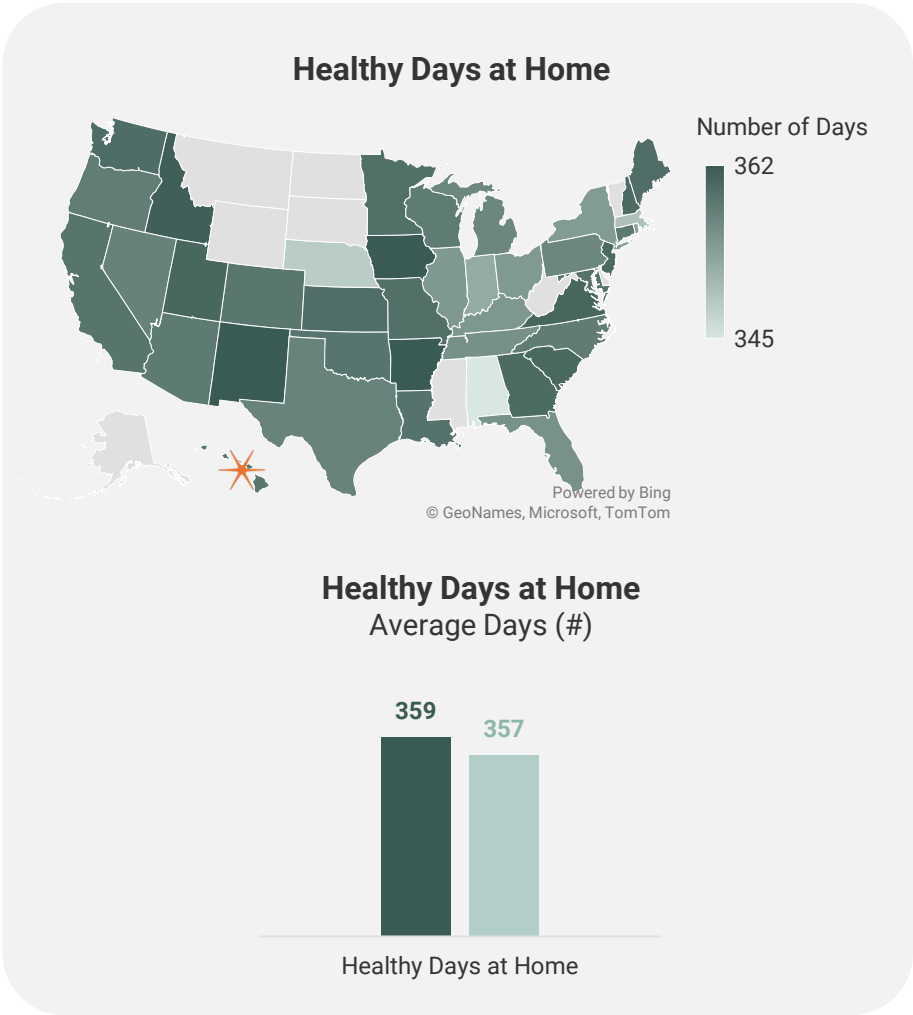 Healthy Days at Home
Number of Days
362
345
Powered by Bing
© GeoNames, Microsoft, TomTom
Healthy Days at Home
Average Days (#)
359
357
Healthy Days at Home